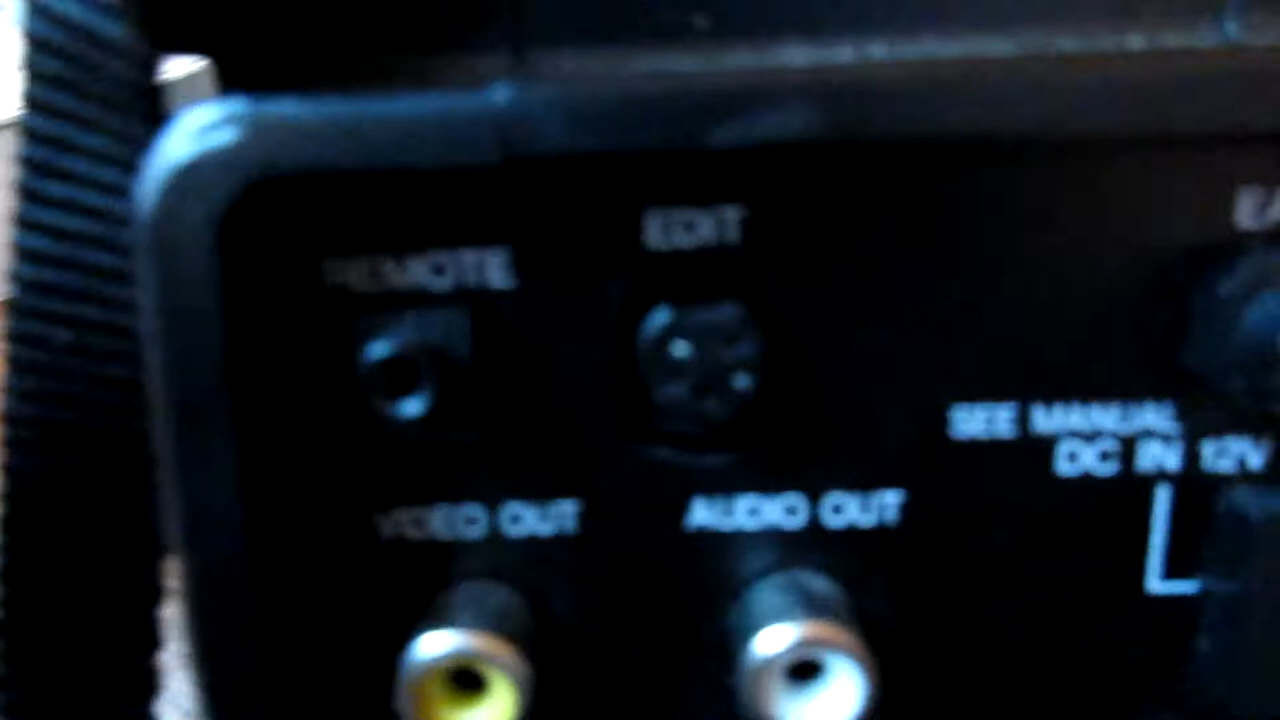 EDIT
REMOTE
SEE MANUAL
DC IN 12V
VIDEO OUT
AUDIO OUT